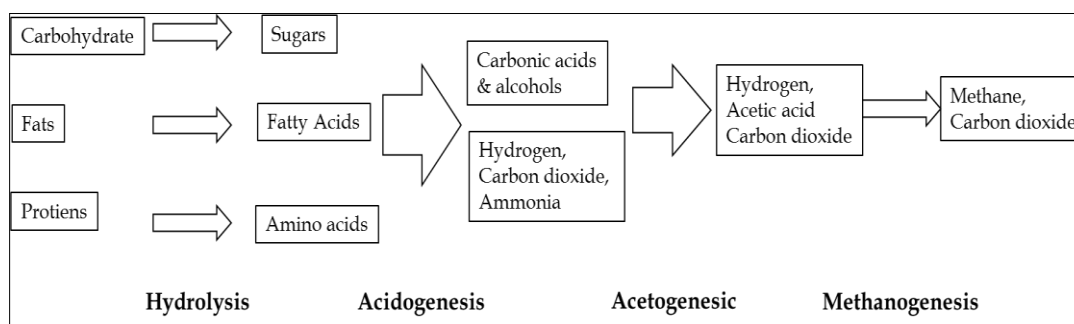 Carbohydrate
Sugars
Fats
Fatty Acids
Protiens
Amino acids
Carbonic acids
& alcohols
Hydrogen,
Carbon dioxide,
Ammonia
Hydrogen,
Acetic acid
Carbon dioxide
Methane,
Carbon dioxide
Hydrolysis
Acidogenesis
Acetogenesic
Methanogenesis